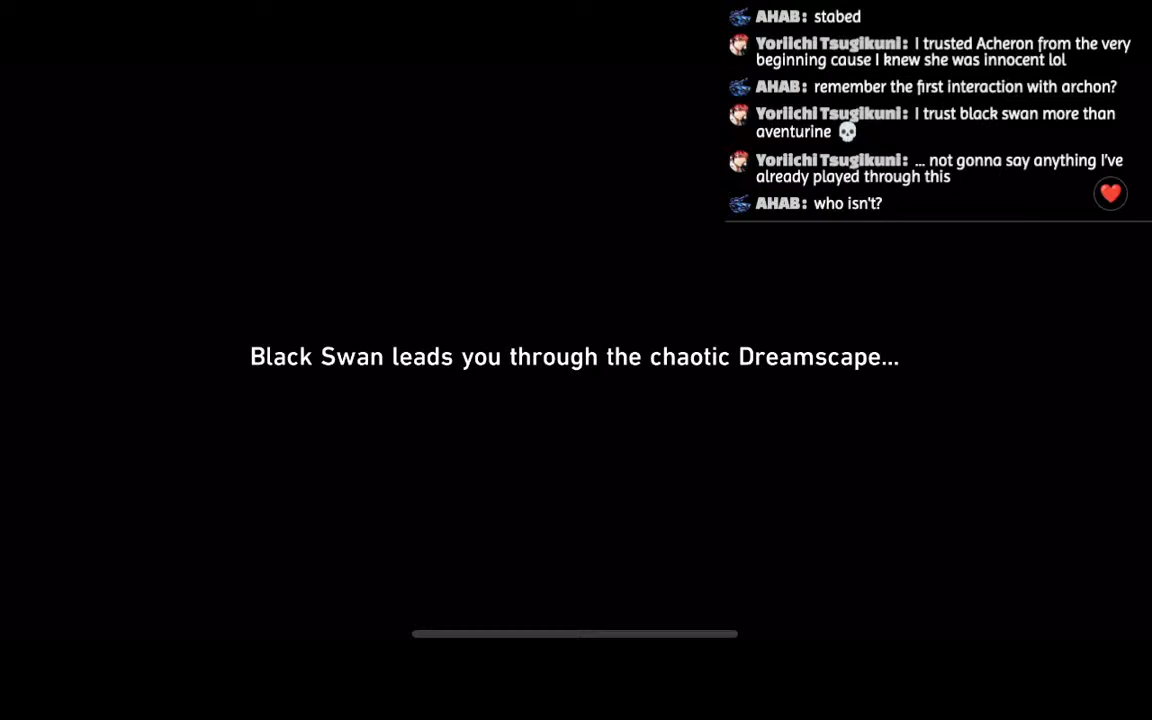 AHAB: stabed
Yoriichi Tsugikuni: I trusted Acheron from the very
beginning cause I knew she was innocent lol
AHAB: remember the first interaction with archon?
Yoriichi Tsugikuni: I trust black swan more than
aventurine 💀
Yoriichi Tsugikuni: ... not gonna say anything I've
already played through this
AHAB: who isn't?
Black Swan leads you through the chaotic Dreamscape...